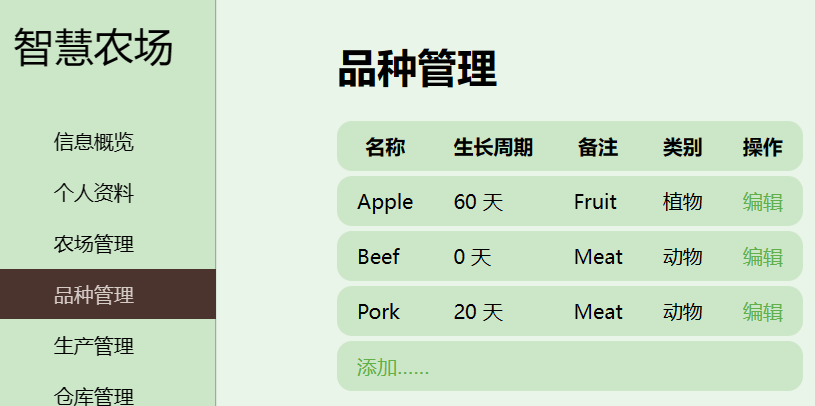 智慧农场
信息概览
个人资料
农场管理
品种管理
生产管理
仓库管理
品种管理
名称 生长周期 备注 类别 操作
Apple 60 天 Fruit 植物 编辑
Beef 0 天 Meat 动物 编辑
Pork 20 天 Meat 动物 编辑
添加......